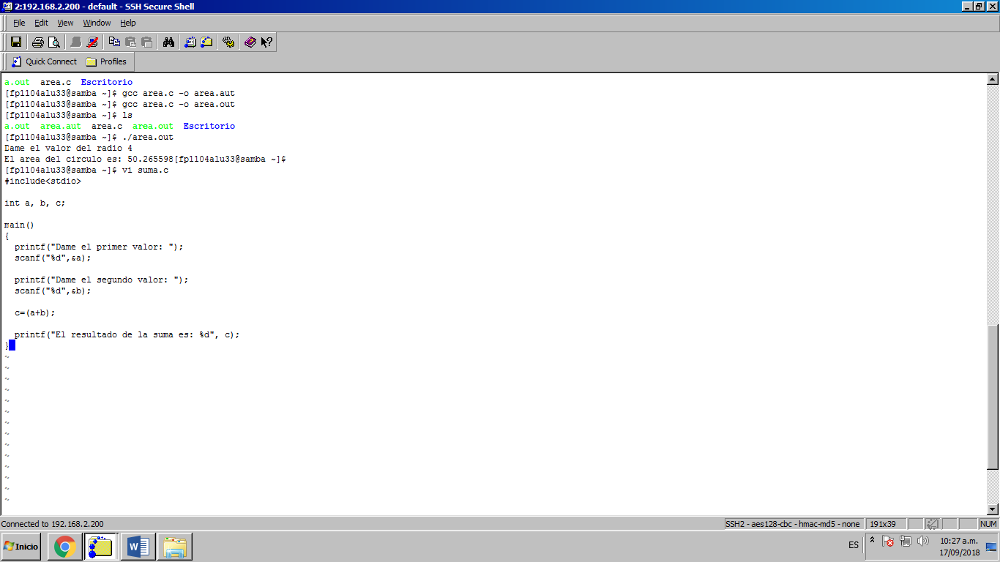 2:192.168.2.200 - default - SSH Secure Shell
File Edit View Window Help
Quick Connect Profiles
a.out area.c Escritorio
[fp1104alu33@samba ~]$ gcc area.c -o area.aut
[fp1104alu33@samba ~]$ gcc area.c -o area.out
[fp1104alu33@samba ~]$ ls
a.out area.aut area.c area.out Escritorio
[fp1104alu33@samba ~]$ ./area.out
Dame el valor del radio 4
El area del circulo es: 50.265598[fp1104alu33@samba ~]$
[fp1104alu33@samba ~]$ vi suma.c
#include<stdio>
int a, b, c;
main()
{
printf("Dame el primer valor: ");
scanf("%d",&a);
printf("Dame el segundo valor: ");
scanf("%d",&b);
c=(a+b);
printf("El resultado de la suma es: %d", c);
}
~
~
~
~
~
~
~
~
~
~
~
~
~
~
Connected to 192.168.2.200 SSH2 - aes128-cbc - hmac-md5 - none 191x39 NUM
Inicio ES 10:27 a.m.
17/09/2018